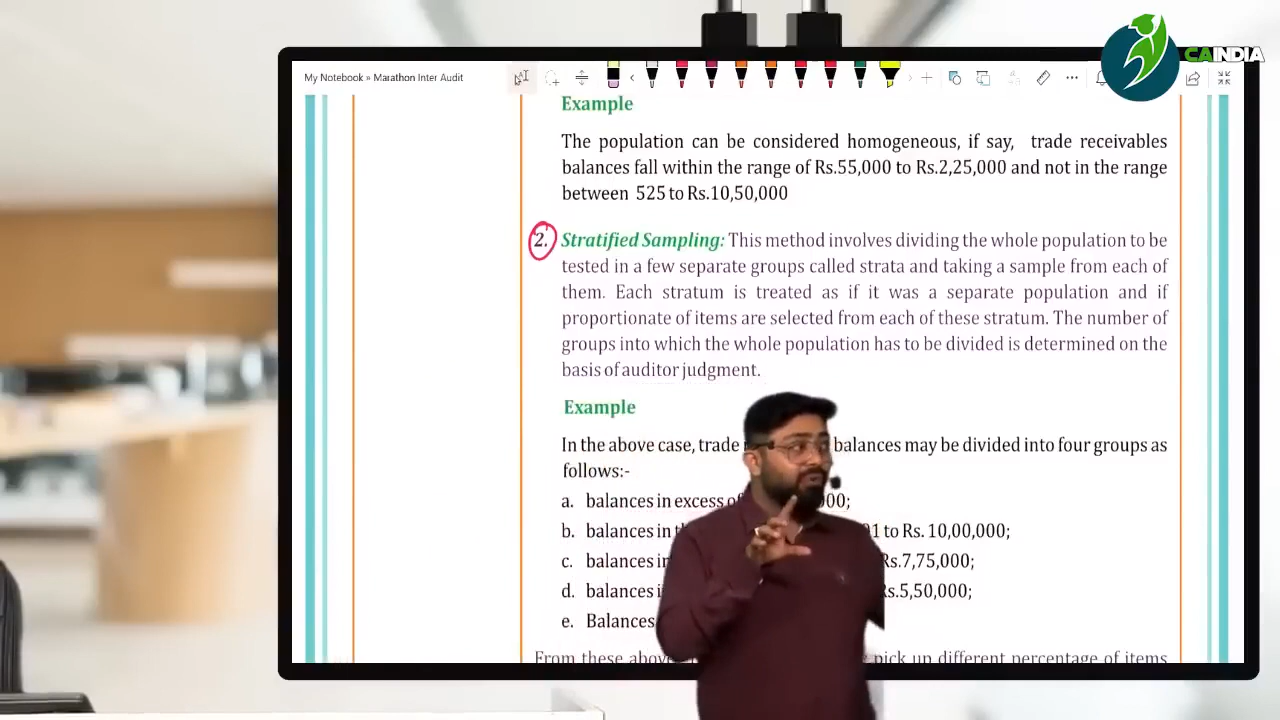 CAINDIA
My Notebook » Marathon Inter Audit
Example
The population can be considered homogeneous, if say, trade receivables
balances fall within the range of Rs.55,000 to Rs.2,25,000 and not in the range
between 525 to Rs.10,50,000
2. Stratified Sampling: This method involves dividing the whole population to be
tested in a few separate groups called strata and taking a sample from each of
them. Each stratum is treated as if it was a separate population and if
proportionate of items are selected from each of these stratum. The number of
groups into which the whole population has to be divided is determined on the
basis of auditor judgment.
Example
In the above case, trade balances may be divided into four groups as
follows:-
a. balances in excess of 000;
b. balances in 01 to Rs. 10,00,000;
c. balances Rs.7,75,000;
d. balances Rs.5,50,000;
e. Balances
From these above pick up different percentage of items